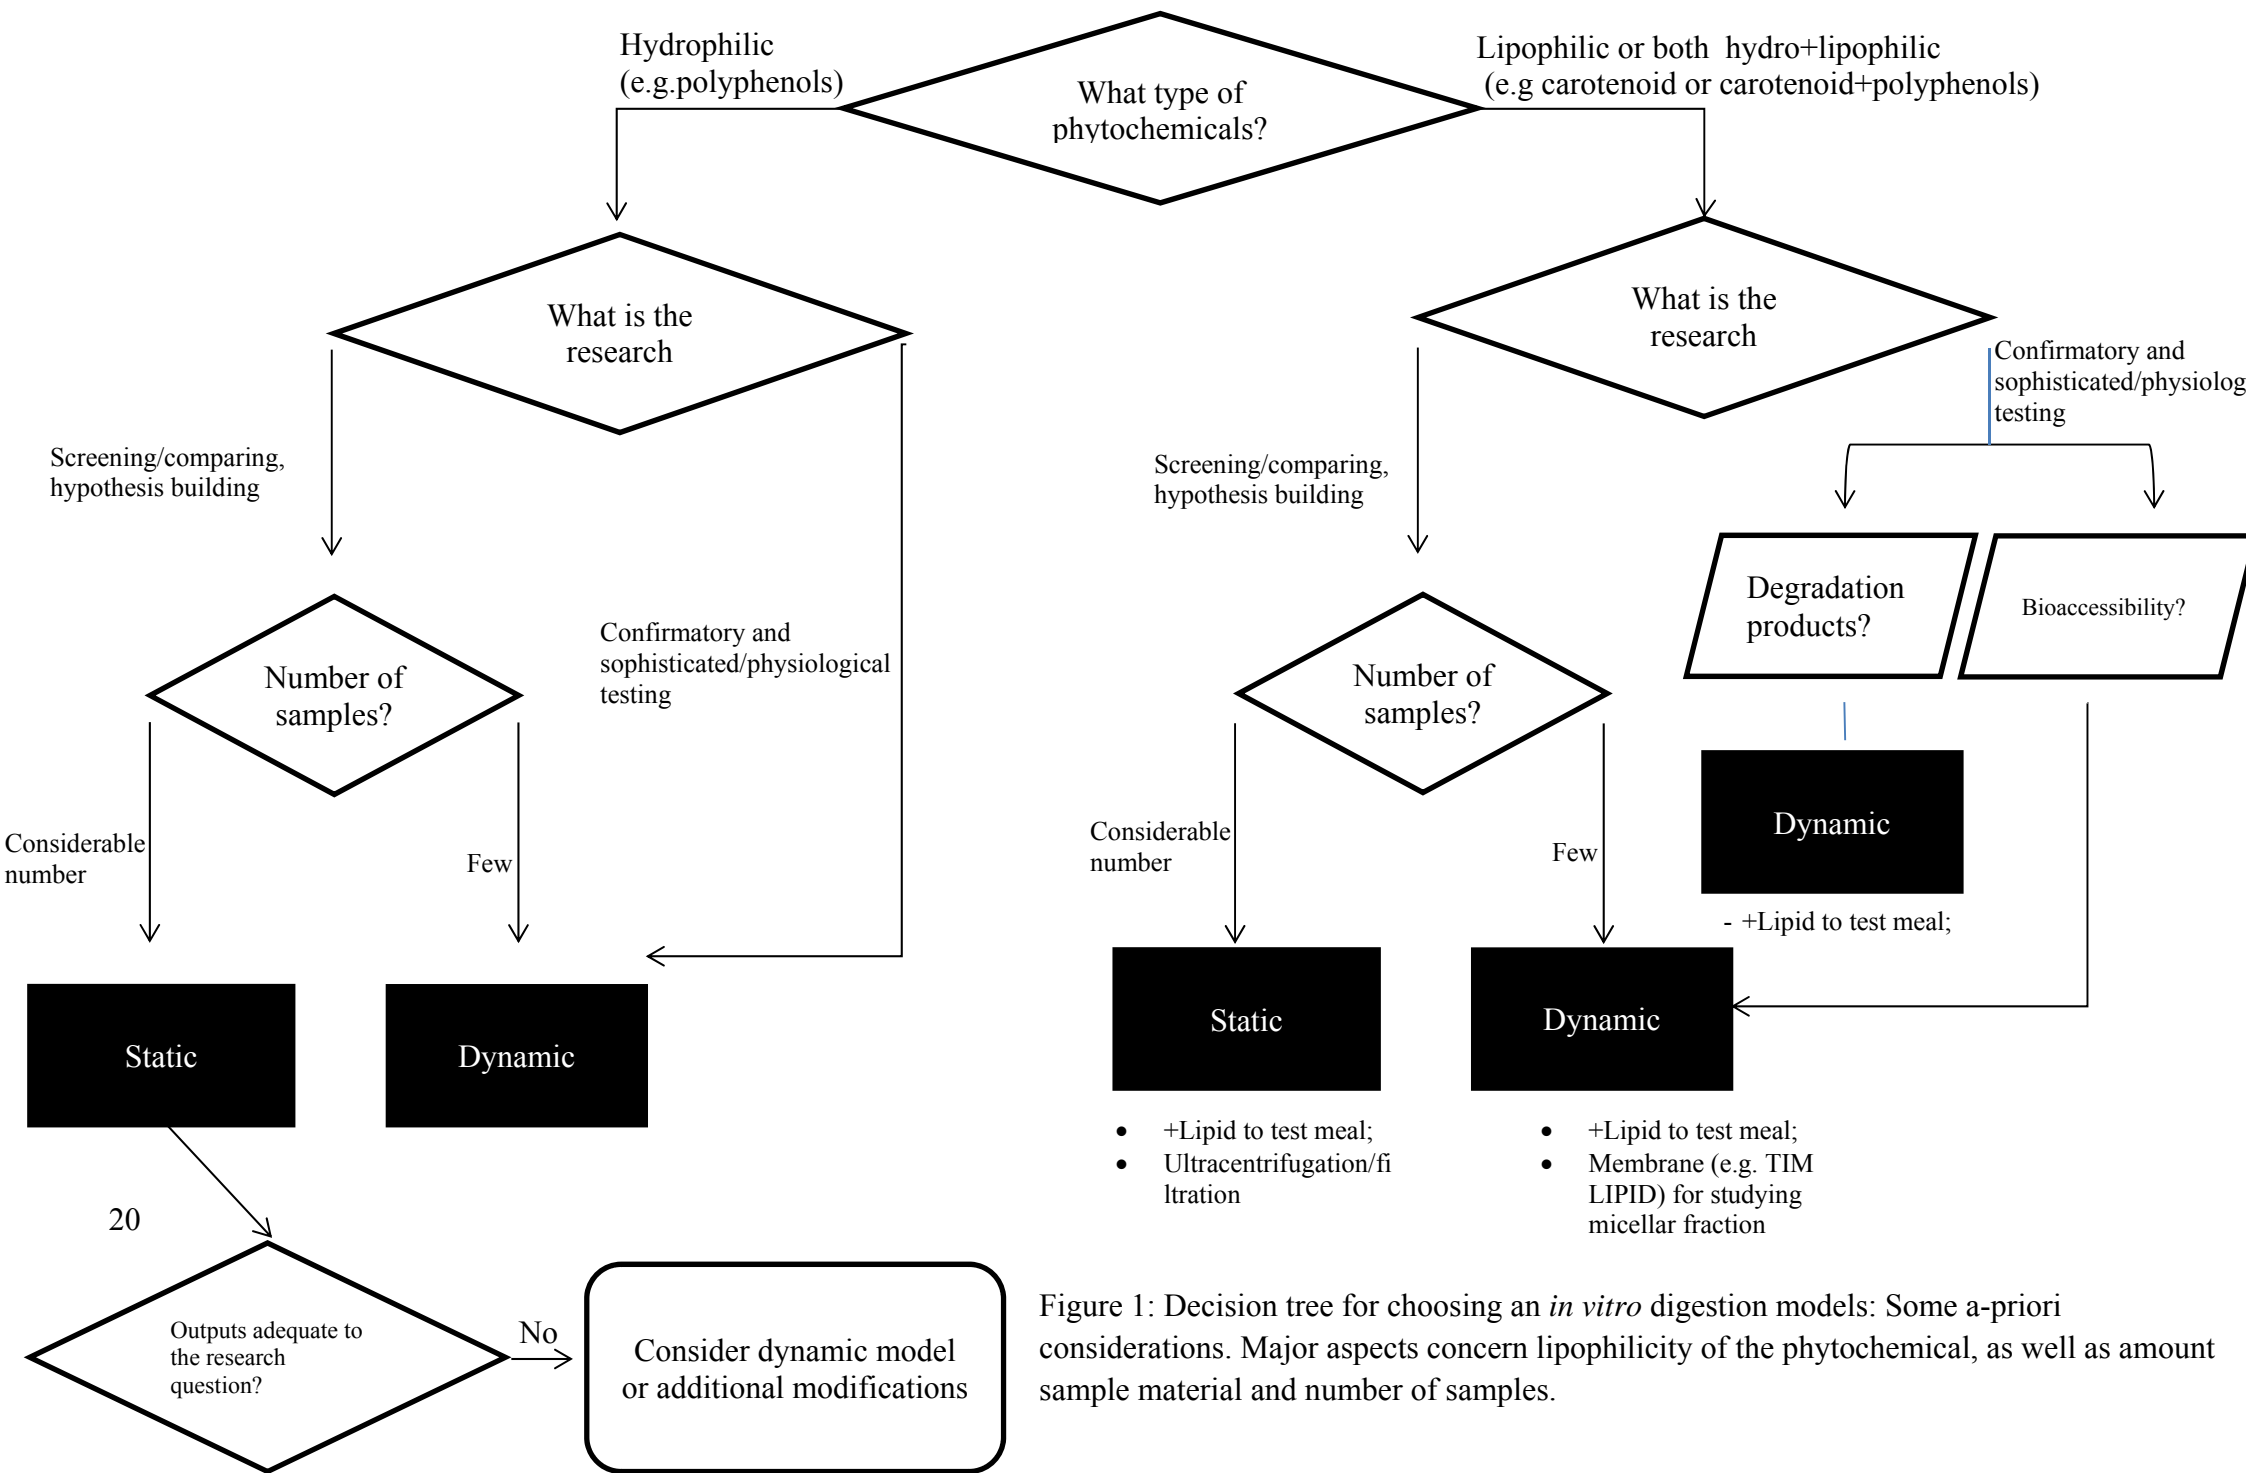 Hydrophilic
(e.g.polyphenols)
What type of
phytochemicals?
Lipophilic or both hydro+lipophilic
(e.g carotenoid or carotenoid+polyphenols)
What is the
research
What is the
research
Confirmatory and
sophisticated/physiolog
testing
Screening/comparing,
hypothesis building
Screening/comparing,
hypothesis building
Degradation
products?
Bioaccessibility?
Confirmatory and
sophisticated/physiological
testing
Number of
samples?
Number of
samples?
Considerable
number
Few
Considerable
number
Few
Dynamic
- +Lipid to test meal;
Static
Dynamic
Static
Dynamic
• +Lipid to test meal;
• Ultracentrifugation/fi
ltration
• +Lipid to test meal;
• Membrane (e.g. TIM
LIPID) for studying
micellar fraction
20
Outputs adequate to
the research
question?
No
Consider dynamic model
or additional modifications
Figure 1: Decision tree for choosing an in vitro digestion models: Some a-priori
considerations. Major aspects concern lipophilicity of the phytochemical, as well as amount
sample material and number of samples.